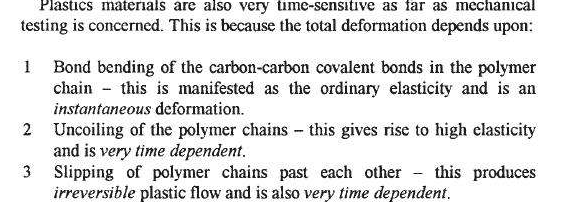 Plastics materials are also very time-sensitive as far as mechanical
testing is concerned. This is because the total deformation depends upon:
1 Bond bending of the carbon-carbon covalent bonds in the polymer
chain – this is manifested as the ordinary elasticity and is an
instantaneous deformation.
2 Uncoiling of the polymer chains – this gives rise to high elasticity
and is very time dependent.
3 Slipping of polymer chains past each other – this produces
irreversible plastic flow and is also very time dependent.